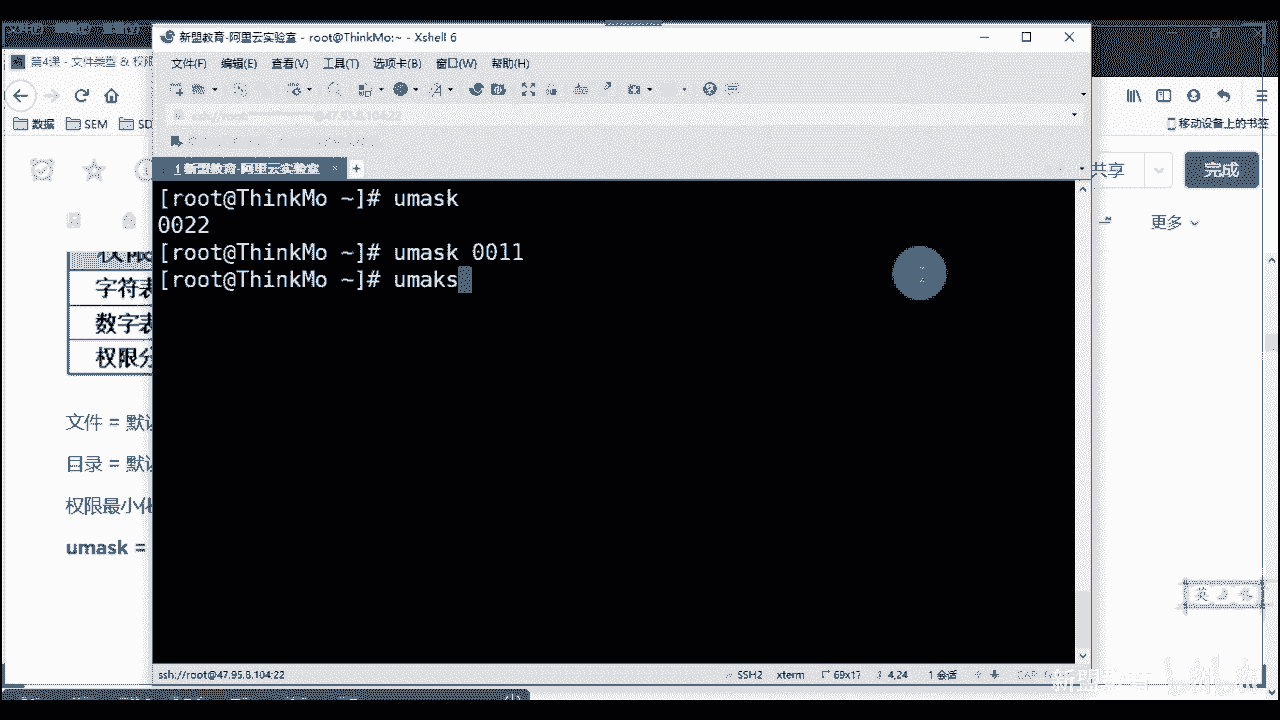 新盟教育-阿里云实验室 - root@ThinkMo:~ - Xshell 6
文件(F) 编辑(E) 查看(V) 工具(T) 选项卡(B) 窗口(W) 帮助(H)
第4课 - 文件类型 & 权限
ssh://root:
@47.95.8.104:22
数据 SEM SD
移动设备上的书签
1 新盟教育-阿里云实验室 × +
共享 完成
更多
[root@ThinkMo ~]# umask
0022
[root@ThinkMo ~]# umask 0011
[root@ThinkMo ~]# umaks
权限
字符表
数字表
权限分
文件 = 默认
目录 = 默认
权限最小化
umask =
ssh://root@47.95.8.104:22 SSH2 xterm 69x17 4,24 1 会话
新盟教育